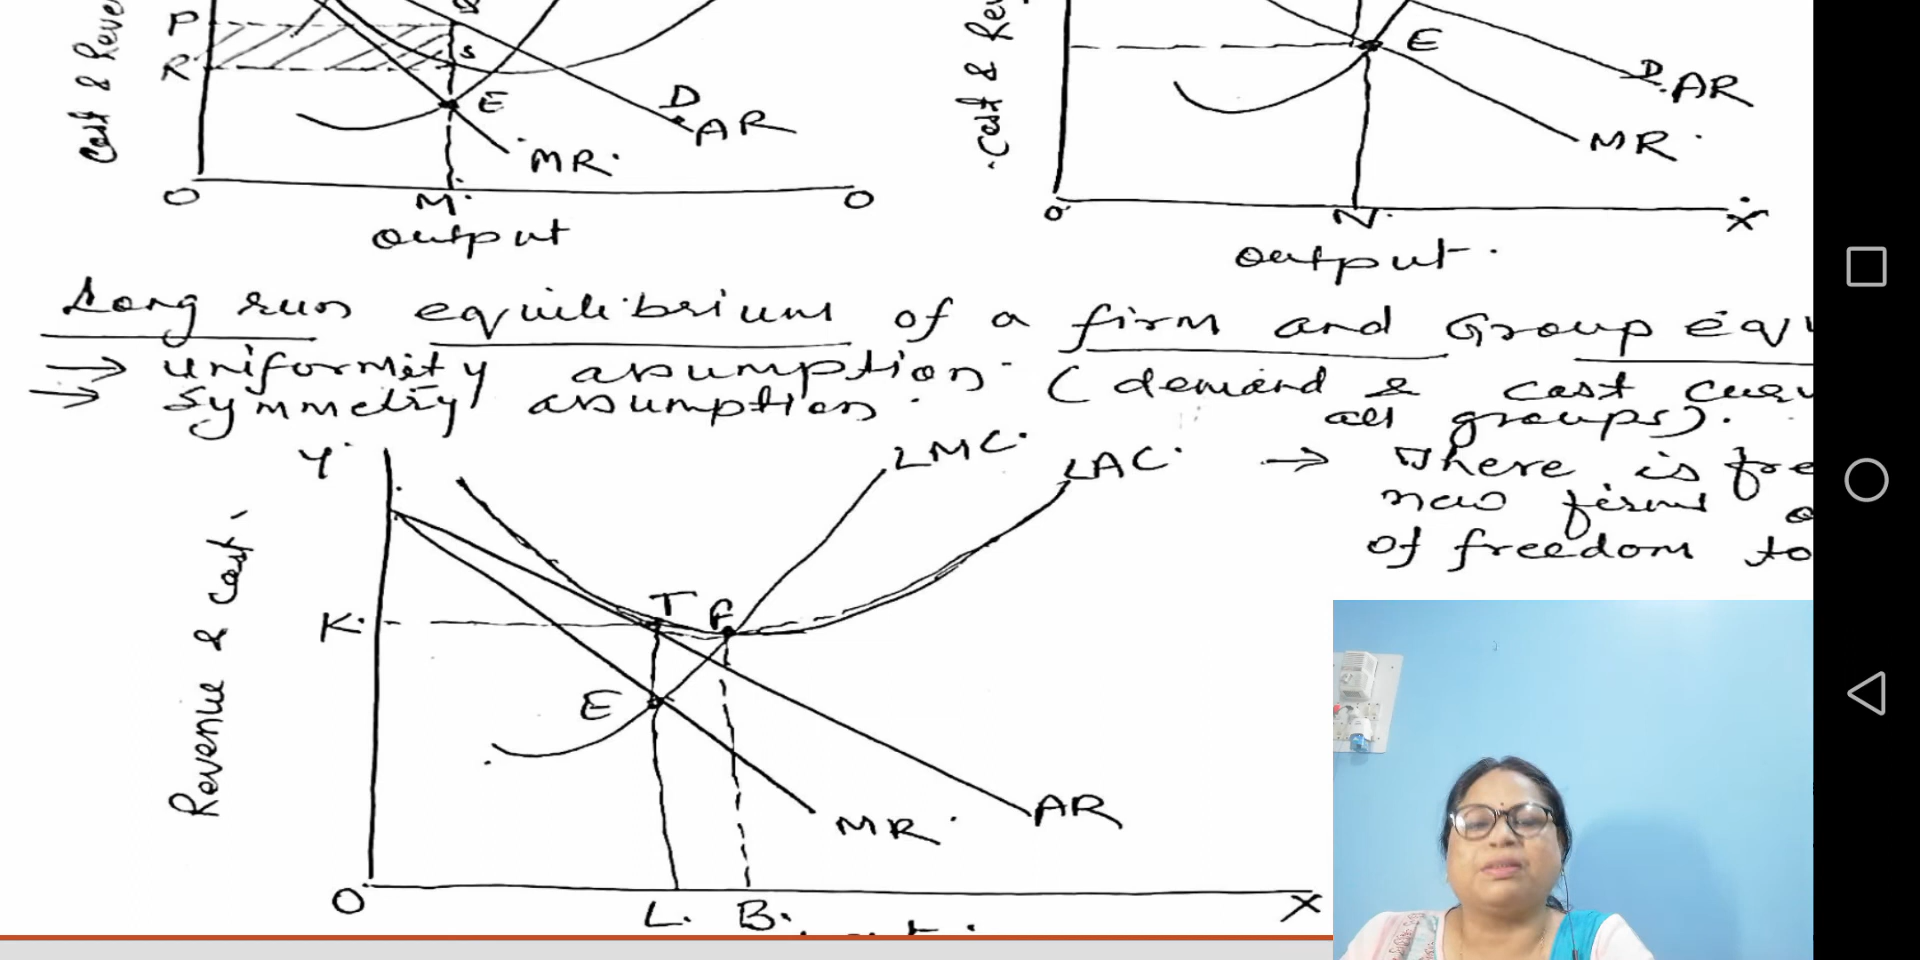 P
R
S
E
D
AR
MR.
Cost & Reve
O
M.
O
output
Cost & Rev
E
D.
AR
MR.
O
N.
X
output.
Long run equilibrium of a firm and Group equ
→ uniformity assumption. (demand & cost curv
→ Symmetry assumption. all groups).
Y
LMC.
LAC.
→ There is fre
new firms o
of freedom to
K.
T
F
E
Revenue & Cost.
MR.
AR
O
L.
B.
X